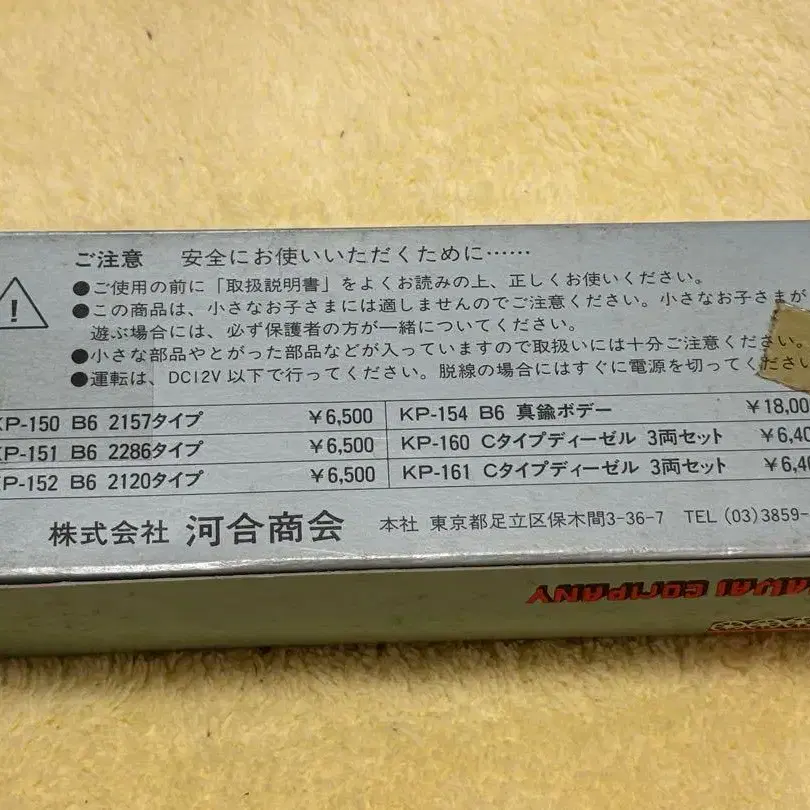 ご注意 安全にお使いいただくために……
●ご使用の前に「取扱説明書」をよくお読みの上、正しくお使いください。
●この商品は、小さなお子さまには適しませんのでご注意ください。小さなお子さまが
遊ぶ場合には、必ず保護者の方が一緒についてください。
●小さな部品やとがった部品などが入っていますので取扱いには十分ご注意ください。
●運転は、DC12V以下で行ってください。脱線の場合にはすぐに電源を切ってください
KP-150 B6 2157タイプ ￥6,500 KP-154 B6 真鍮ボデー ￥18,00
KP-151 B6 2286タイプ ￥6,500 KP-160 Cタイプディーゼル 3両セット ￥6,40
KP-152 B6 2120タイプ ￥6,500 KP-161 Cタイプディーゼル 3両セット ￥6,40
株式会社 河合商会 本社 東京都足立区保木間3-36-7 TEL (03)3859-
KAWAI COMPANY